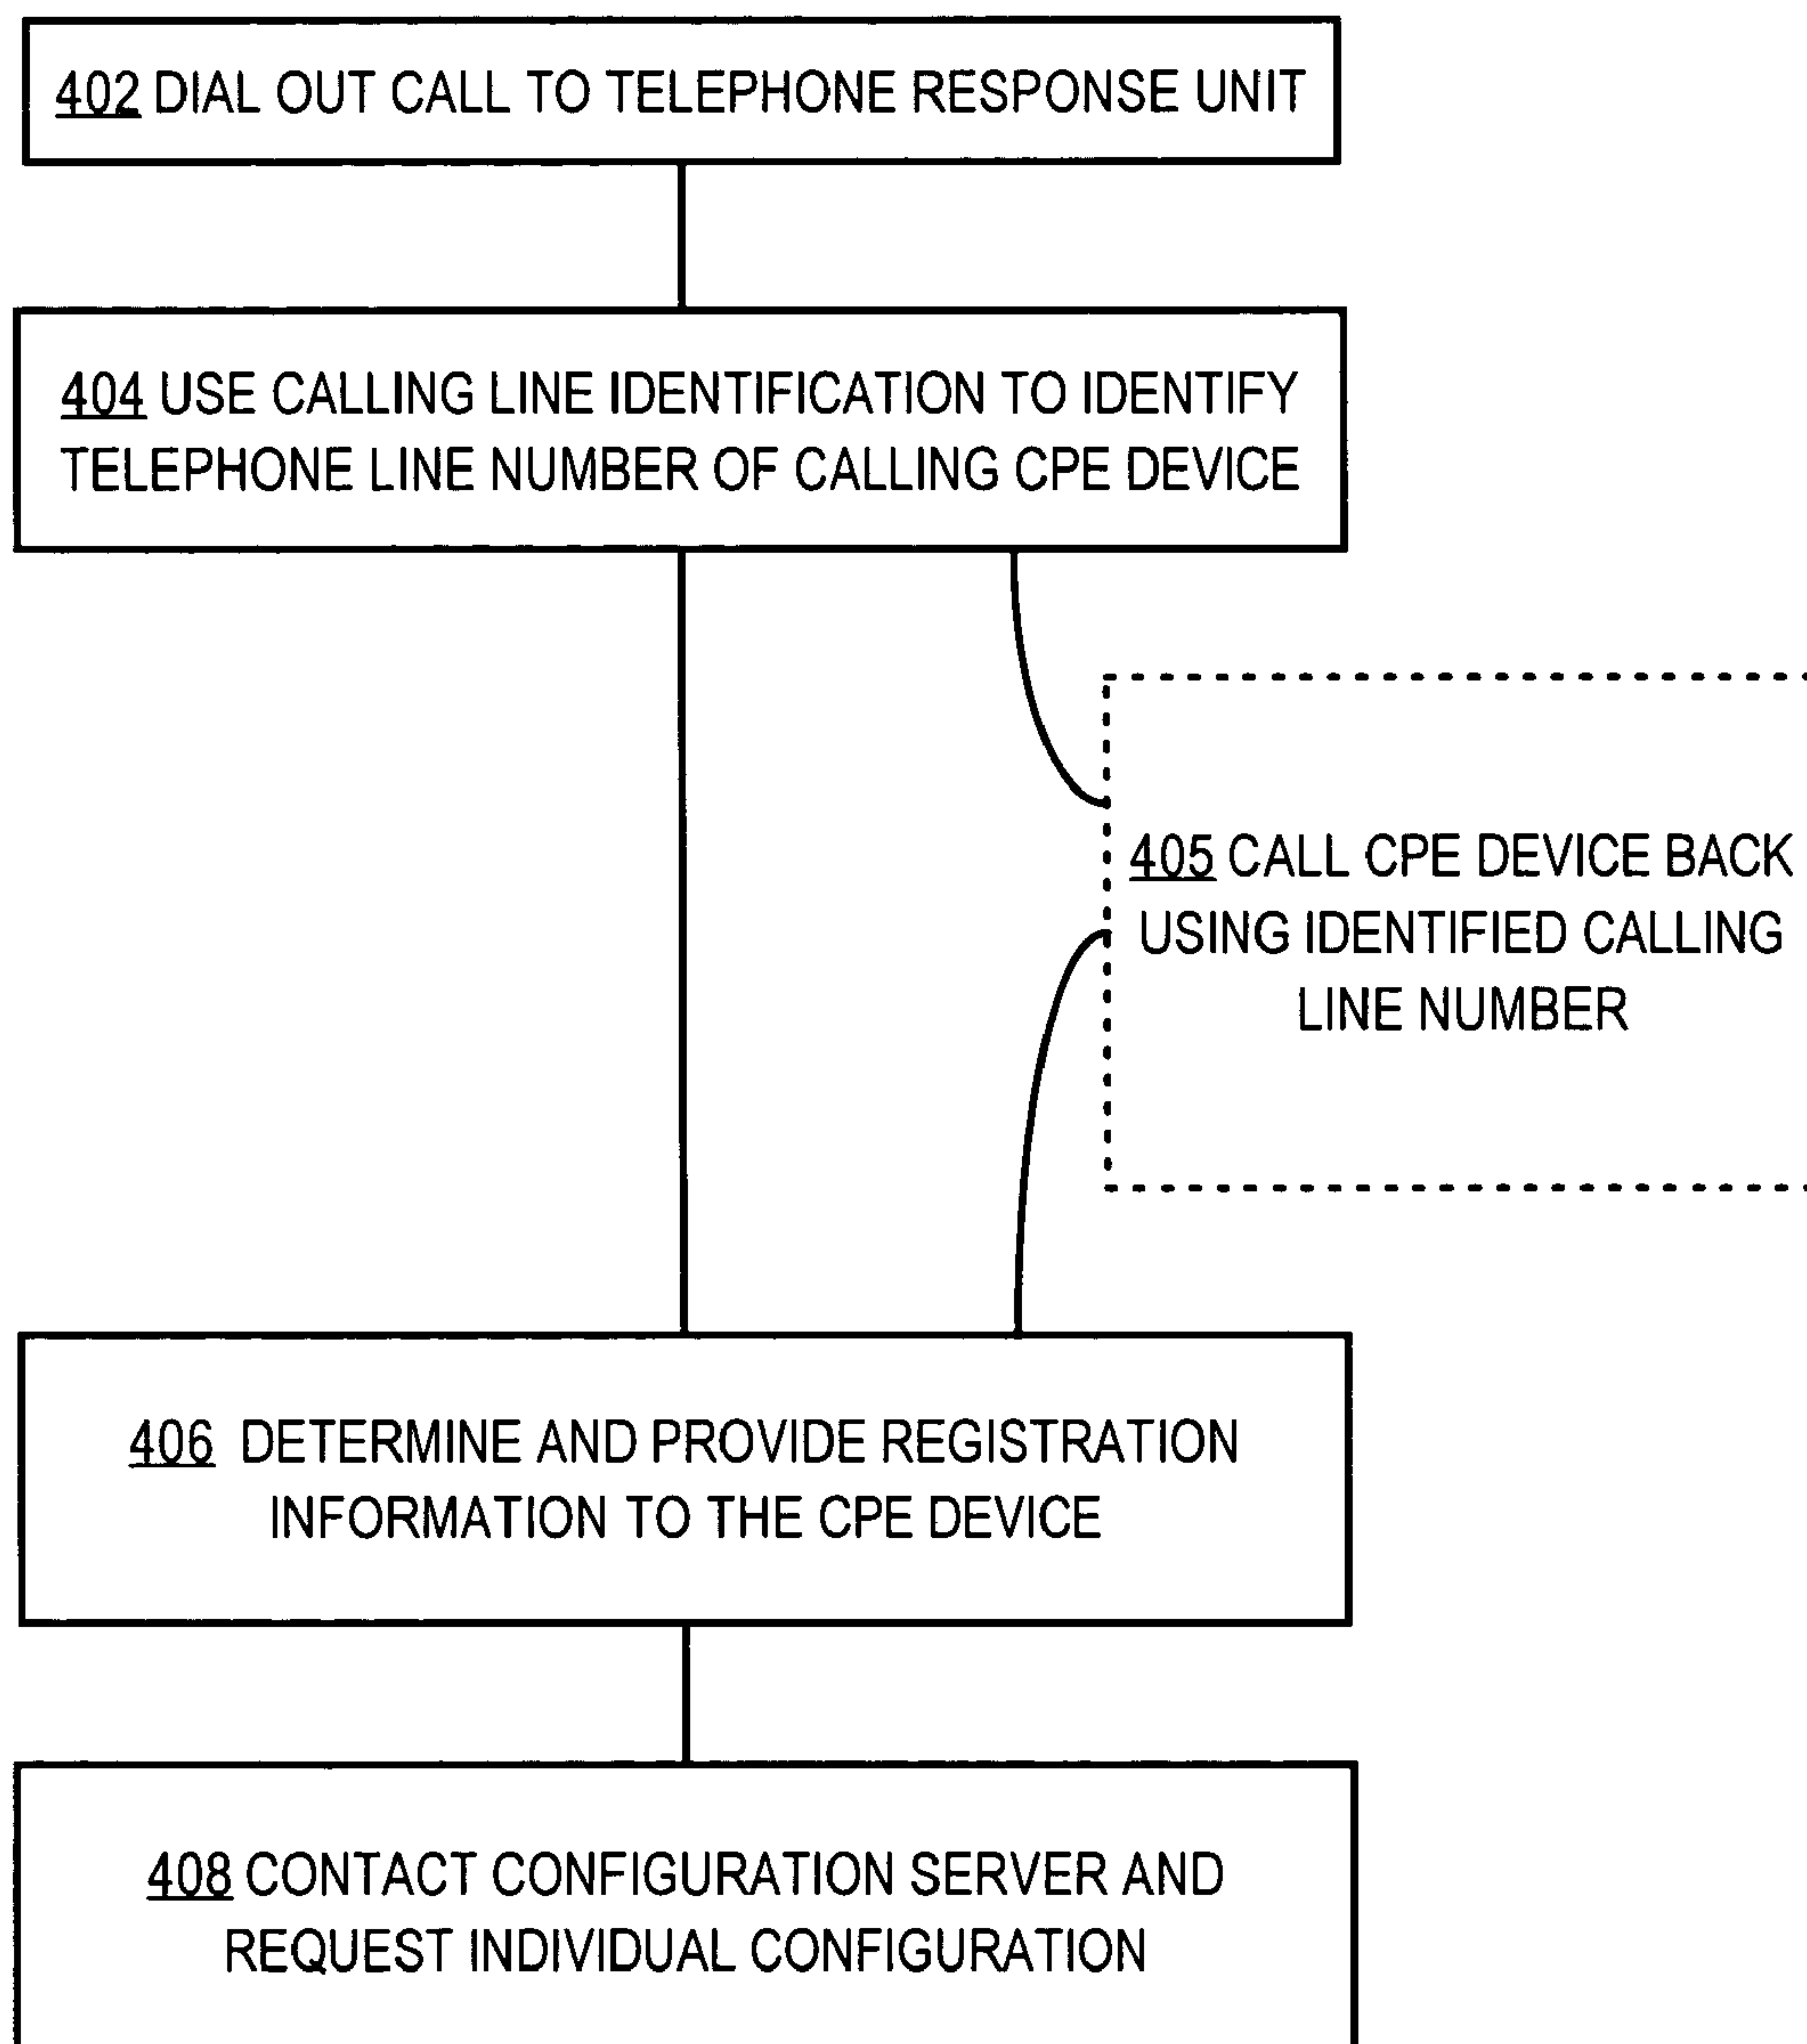 402 DIAL OUT CALL TO TELEPHONE RESPONSE UNIT
404 USE CALLING LINE IDENTIFICATION TO IDENTIFY
TELEPHONE LINE NUMBER OF CALLING CPE DEVICE
405 CALL CPE DEVICE BACK
USING IDENTIFIED CALLING
LINE NUMBER
406 DETERMINE AND PROVIDE REGISTRATION
INFORMATION TO THE CPE DEVICE
408 CONTACT CONFIGURATION SERVER AND
REQUEST INDIVIDUAL CONFIGURATION